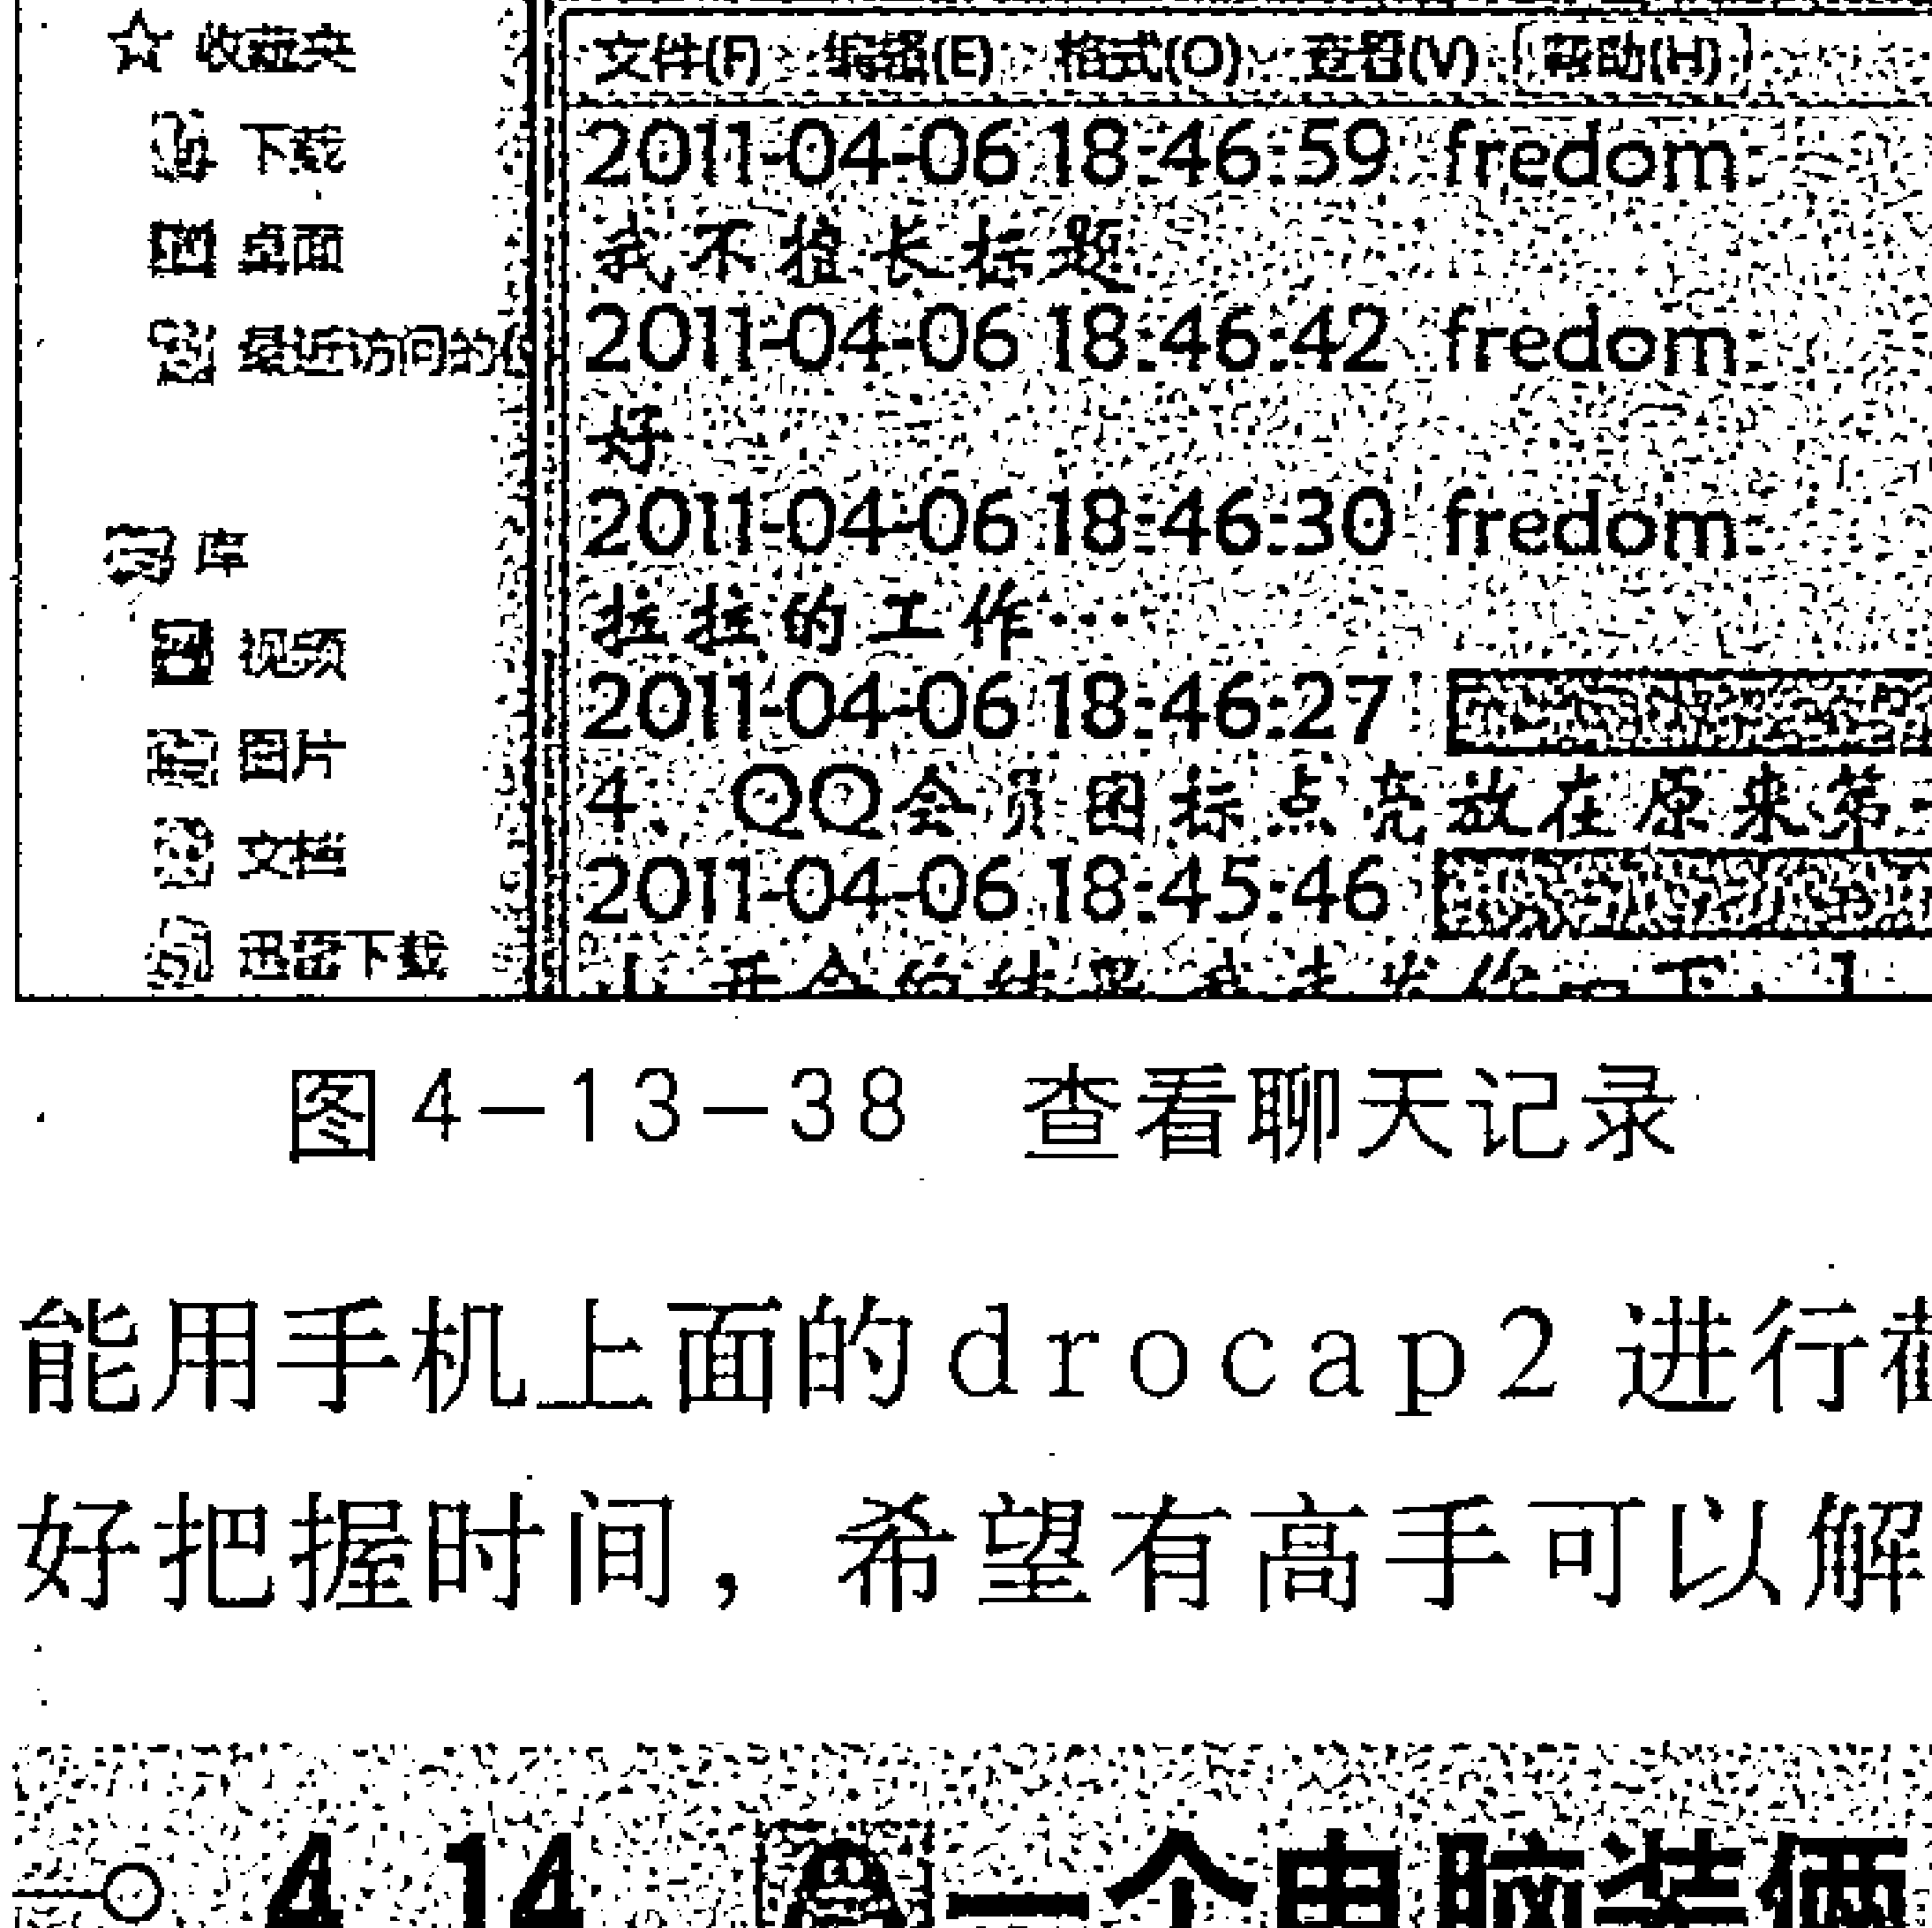 收藏夹
下载
桌面
最近访问的
库
视频
图片
文档
迅雷下载
文件(F) 编辑(E) 格式(O) 查看(V) 帮助(H)
2011-04-06 18:46:59 fredom
我不擅长标题
2011-04-06 18:46:42 fredom
好
2011-04-06 18:46:30 fredom
拉拉的工作…
2011-04-06 18:46:27
4、QQ会员图标点亮放在原来第
2011-04-06 18:45:46
图4-13-38 查看聊天记录
能用手机上面的drocap2进行截
好把握时间，希望有高手可以解
4 14 一个电脑装俩